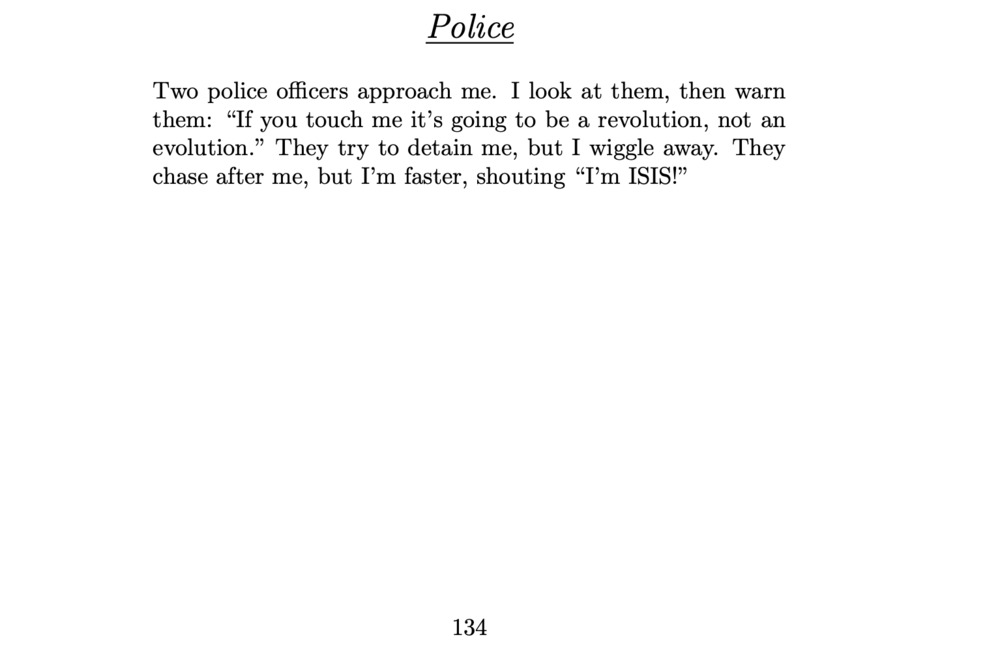 Police
Two police officers approach me. I look at them, then warn
them: “If you touch me it’s going to be a revolution, not an
evolution.” They try to detain me, but I wiggle away. They
chase after me, but I’m faster, shouting “I’m ISIS!”
134